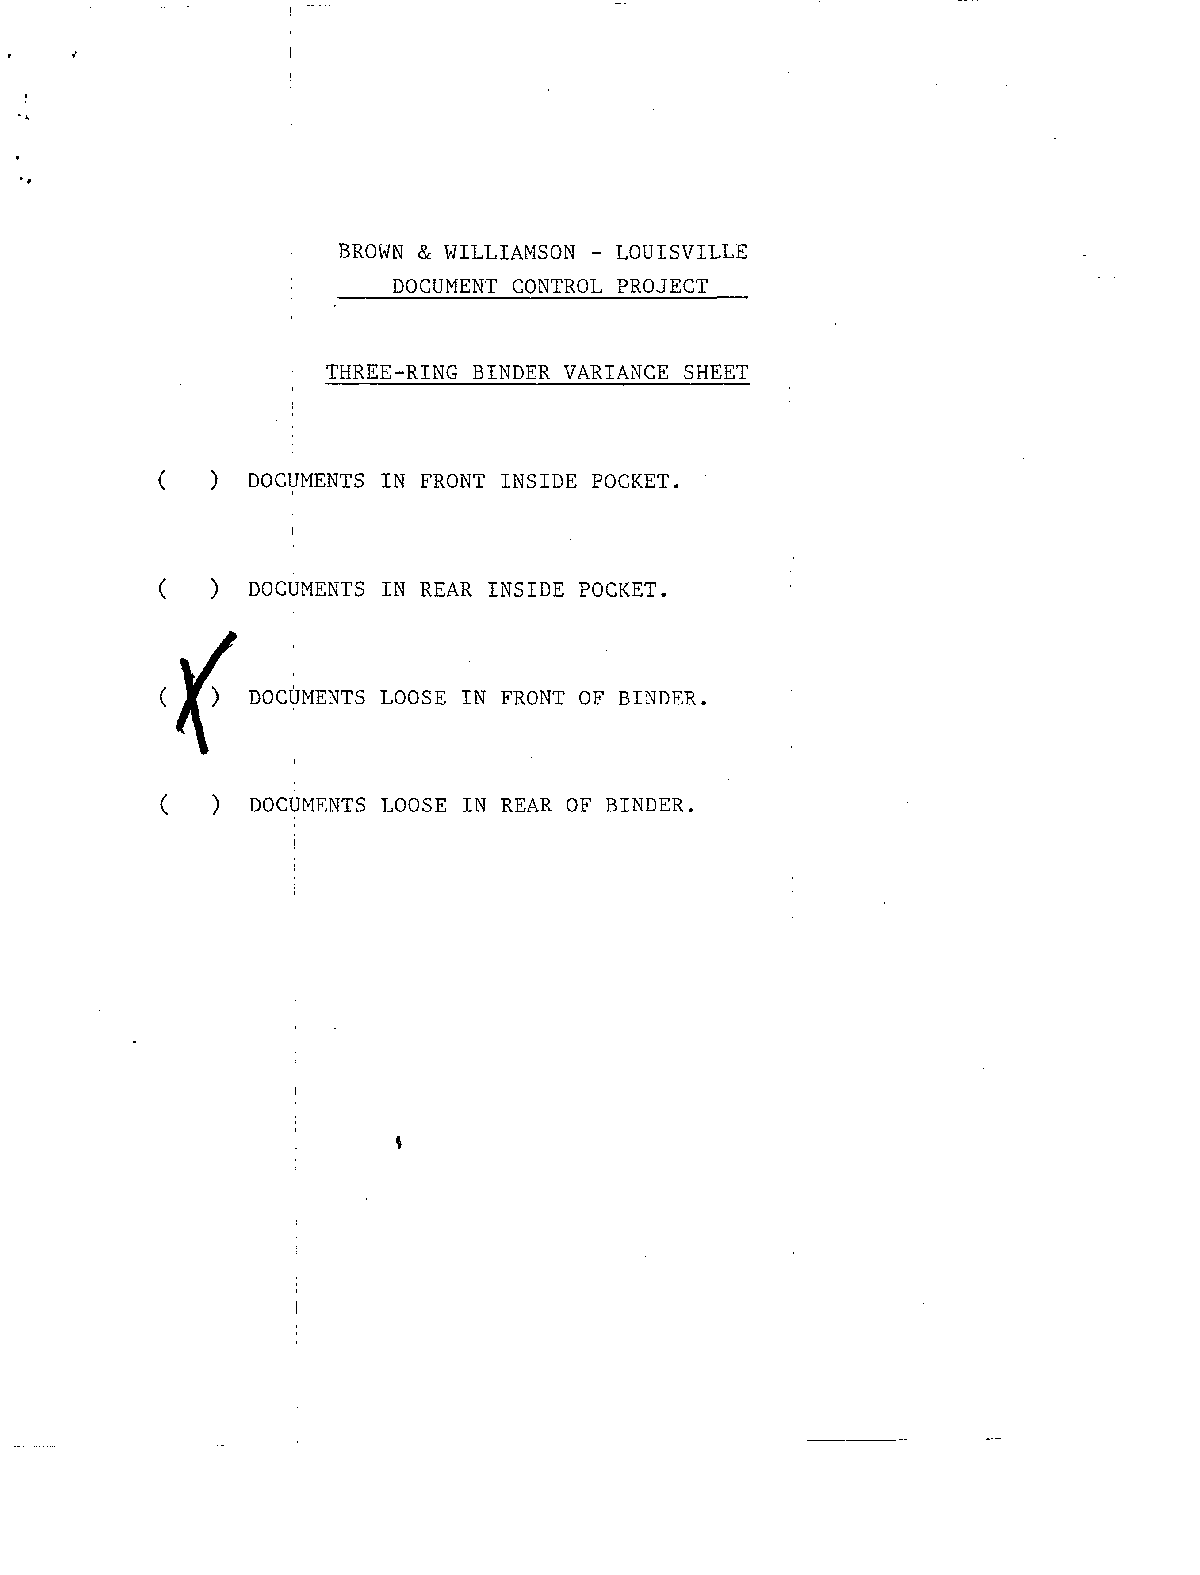 BROWN & WILLIAMSON - LOUISVILLE
DOCUMENT CONTROL PROJECT
THREE-RING BINDER VARIANCE SHEET
( ) DOCUMENTS IN FRONT INSIDE POCKET.
( ) DOCUMENTS IN REAR INSIDE POCKET.
(X) DOCUMENTS LOOSE IN FRONT OF BINDER.
( ) DOCUMENTS LOOSE IN REAR OF BINDER.